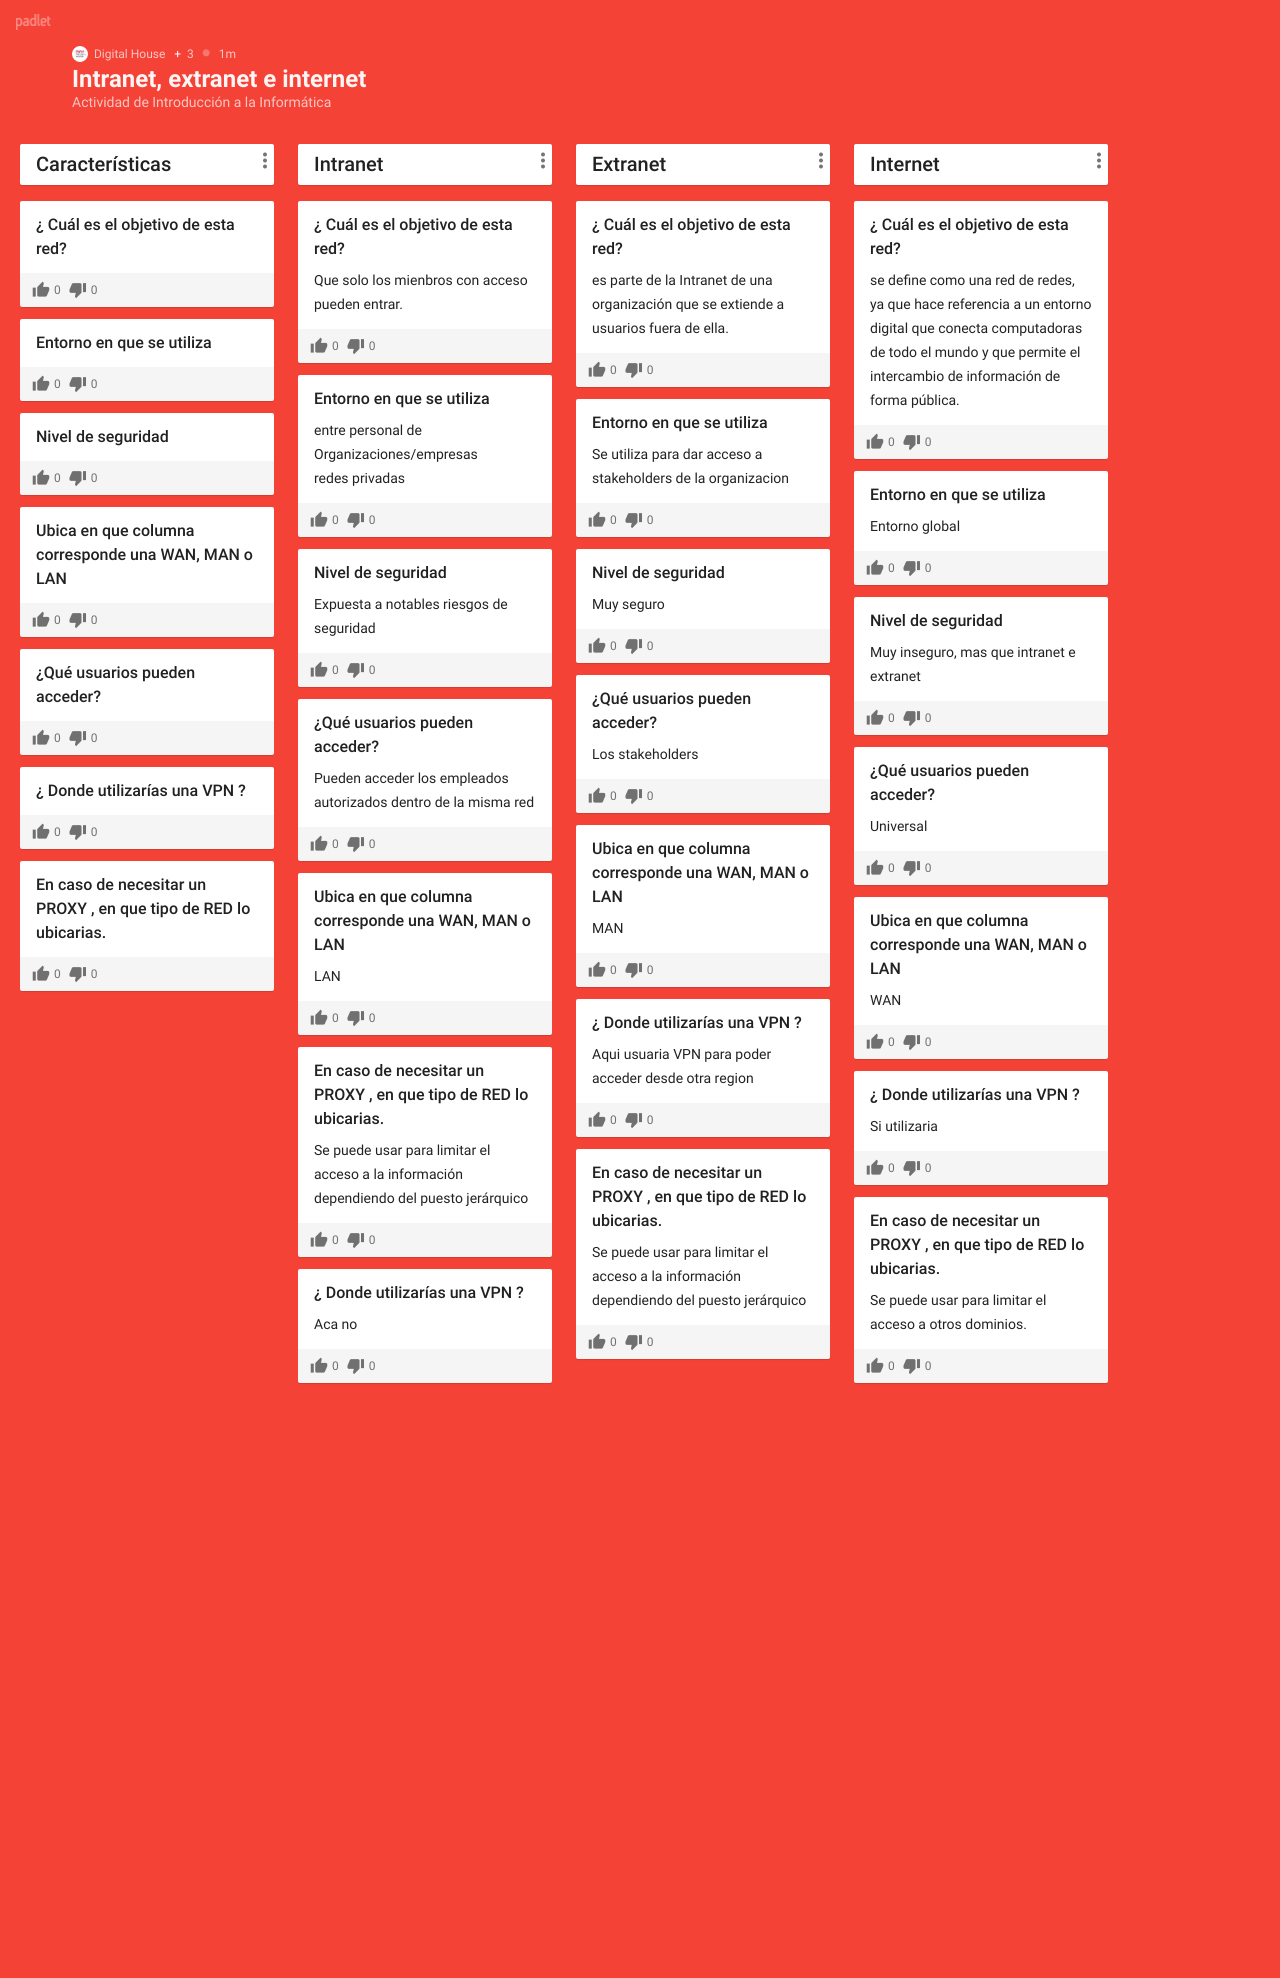 padlet
Digital House + 3 1m
Intranet, extranet e internet
Actividad de Introducción a la Informática
Características
¿ Cuál es el objetivo de esta
red?
0 0
Entorno en que se utiliza
0 0
Nivel de seguridad
0 0
Ubica en que columna
corresponde una WAN, MAN o
LAN
0 0
¿Qué usuarios pueden
acceder?
0 0
¿ Donde utilizarías una VPN ?
0 0
En caso de necesitar un
PROXY , en que tipo de RED lo
ubicarias.
0 0
Intranet
¿ Cuál es el objetivo de esta
red?
Que solo los mienbros con acceso
pueden entrar.
0 0
Entorno en que se utiliza
entre personal de
Organizaciones/empresas
redes privadas
0 0
Nivel de seguridad
Expuesta a notables riesgos de
seguridad
0 0
¿Qué usuarios pueden
acceder?
Pueden acceder los empleados
autorizados dentro de la misma red
0 0
Ubica en que columna
corresponde una WAN, MAN o
LAN
LAN
0 0
En caso de necesitar un
PROXY , en que tipo de RED lo
ubicarias.
Se puede usar para limitar el
acceso a la información
dependiendo del puesto jerárquico
0 0
¿ Donde utilizarías una VPN ?
Aca no
0 0
Extranet
¿ Cuál es el objetivo de esta
red?
es parte de la Intranet de una
organización que se extiende a
usuarios fuera de ella.
0 0
Entorno en que se utiliza
Se utiliza para dar acceso a
stakeholders de la organizacion
0 0
Nivel de seguridad
Muy seguro
0 0
¿Qué usuarios pueden
acceder?
Los stakeholders
0 0
Ubica en que columna
corresponde una WAN, MAN o
LAN
MAN
0 0
¿ Donde utilizarías una VPN ?
Aqui usuaria VPN para poder
acceder desde otra region
0 0
En caso de necesitar un
PROXY , en que tipo de RED lo
ubicarias.
Se puede usar para limitar el
acceso a la información
dependiendo del puesto jerárquico
0 0
Internet
¿ Cuál es el objetivo de esta
red?
se define como una red de redes,
ya que hace referencia a un entorno
digital que conecta computadoras
de todo el mundo y que permite el
intercambio de información de
forma pública.
0 0
Entorno en que se utiliza
Entorno global
0 0
Nivel de seguridad
Muy inseguro, mas que intranet e
extranet
0 0
¿Qué usuarios pueden
acceder?
Universal
0 0
Ubica en que columna
corresponde una WAN, MAN o
LAN
WAN
0 0
¿ Donde utilizarías una VPN ?
Si utilizaria
0 0
En caso de necesitar un
PROXY , en que tipo de RED lo
ubicarias.
Se puede usar para limitar el
acceso a otros dominios.
0 0